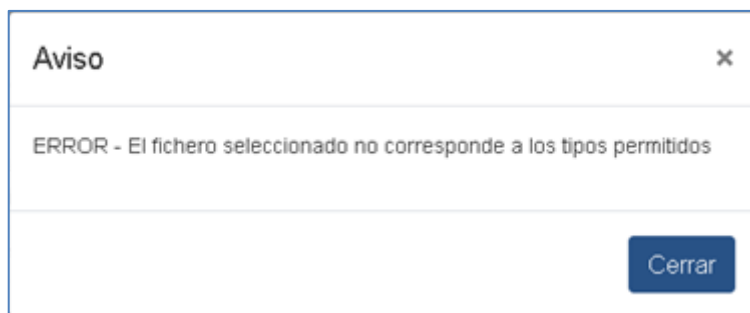 Aviso
×
ERROR - El fichero seleccionado no corresponde a los tipos permitidos
Cerrar